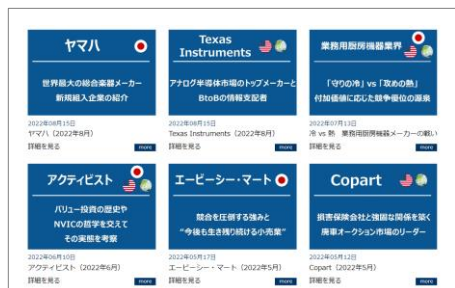 ヤマハ
世界最大の総合楽器メーカー
新規組入企業の紹介
2022年08月15日
ヤマハ（2022年8月）
詳細を見る
more
Texas
Instruments
アナログ半導体市場のトップメーカーと
BtoBの情報支配者
2022年08月15日
Texas Instruments（2022年8月）
詳細を見る
more
業務用厨房機器業界
「守りの冷」vs「攻めの熱」
付加価値に応じた競争優位の源泉
2022年07月13日
冷 vs 熱　業務用厨房機器メーカーの戦い
詳細を見る
more
アクティビスト
バリュー投資の歴史や
NVICの哲学を交えて
その実態を考察
2022年06月10日
アクティビスト（2022年6月）
詳細を見る
more
エービーシー・マート
競合を圧倒する強みと
“今後も生き残り続ける小売業”
2022年05月17日
エービーシー・マート（2022年5月）
詳細を見る
more
Copart
損害保険会社と強固な関係を築く
廃車オークション市場のリーダー
2022年05月12日
Copart（2022年5月）
詳細を見る
more